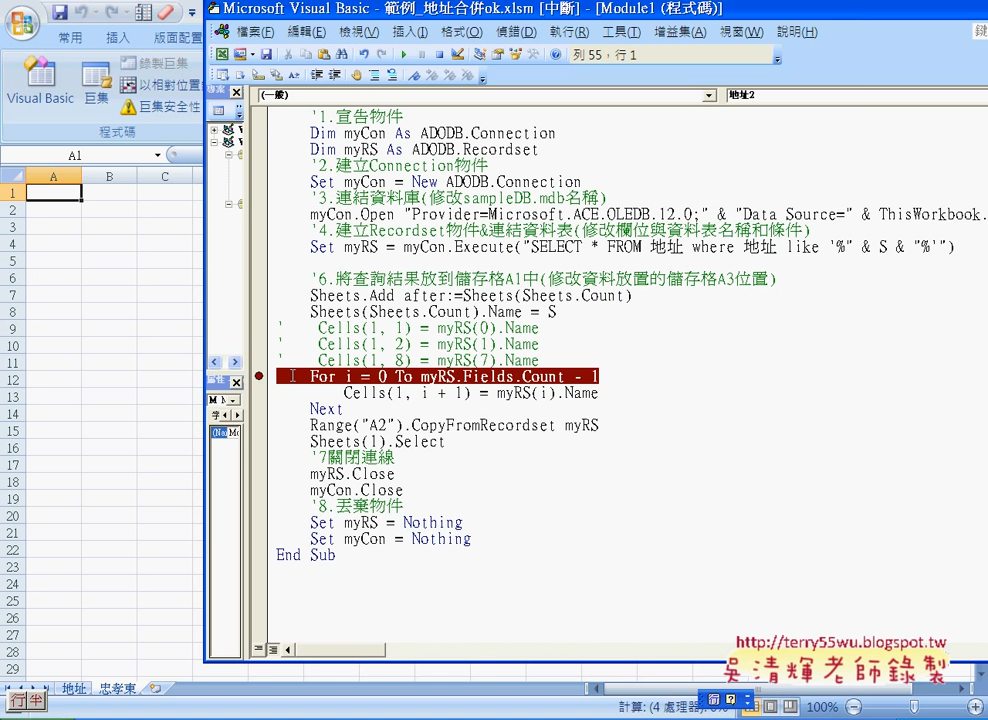 Microsoft Visual Basic - 範例_地址合併ok.xlsm [中斷] - [Module1 (程式碼)]
檔案(F) 編輯(E) 檢視(V) 插入(I) 格式(O) 偵錯(D) 執行(R) 工具(T) 增益集(A) 視窗(W) 說明(H)
列 55，行 1
常用 插入 版面配置
Visual Basic
巨集
錄製巨集
以相對位置
巨集安全性
程式碼
A1
A B C
1
2
3
4
5
6
7
8
9
10
11
12
13
14
15
16
17
18
19
20
21
22
23
24
25
26
27
28
29
(一般)
地址2
'1.宣告物件
Dim myCon As ADODB.Connection
Dim myRS As ADODB.Recordset
'2.建立Connection物件
Set myCon = New ADODB.Connection
'3.連結資料庫(修改sampleDB.mdb名稱)
myCon.Open "Provider=Microsoft.ACE.OLEDB.12.0;" & "Data Source=" & ThisWorkbook.
'4.建立Recordset物件&連結資料表(修改欄位與資料表名稱和條件)
Set myRS = myCon.Execute("SELECT * FROM 地址 where 地址 like '%" & S & "%'")
'6.將查詢結果放到儲存格A1中(修改資料放置的儲存格A3位置)
Sheets.Add after:=Sheets(Sheets.Count)
Sheets(Sheets.Count).Name = S
' Cells(1, 1) = myRS(0).Name
' Cells(1, 2) = myRS(1).Name
' Cells(1, 8) = myRS(7).Name
For i = 0 To myRS.Fields.Count - 1
Cells(1, i + 1) = myRS(i).Name
Next
Range("A2").CopyFromRecordset myRS
Sheets(1).Select
'7關閉連線
myRS.Close
myCon.Close
'8.丟棄物件
Set myRS = Nothing
Set myCon = Nothing
End Sub
http://terry55wu.blogspot.tw
吳清輝老師錄製
地址 忠孝東
行 半
100%